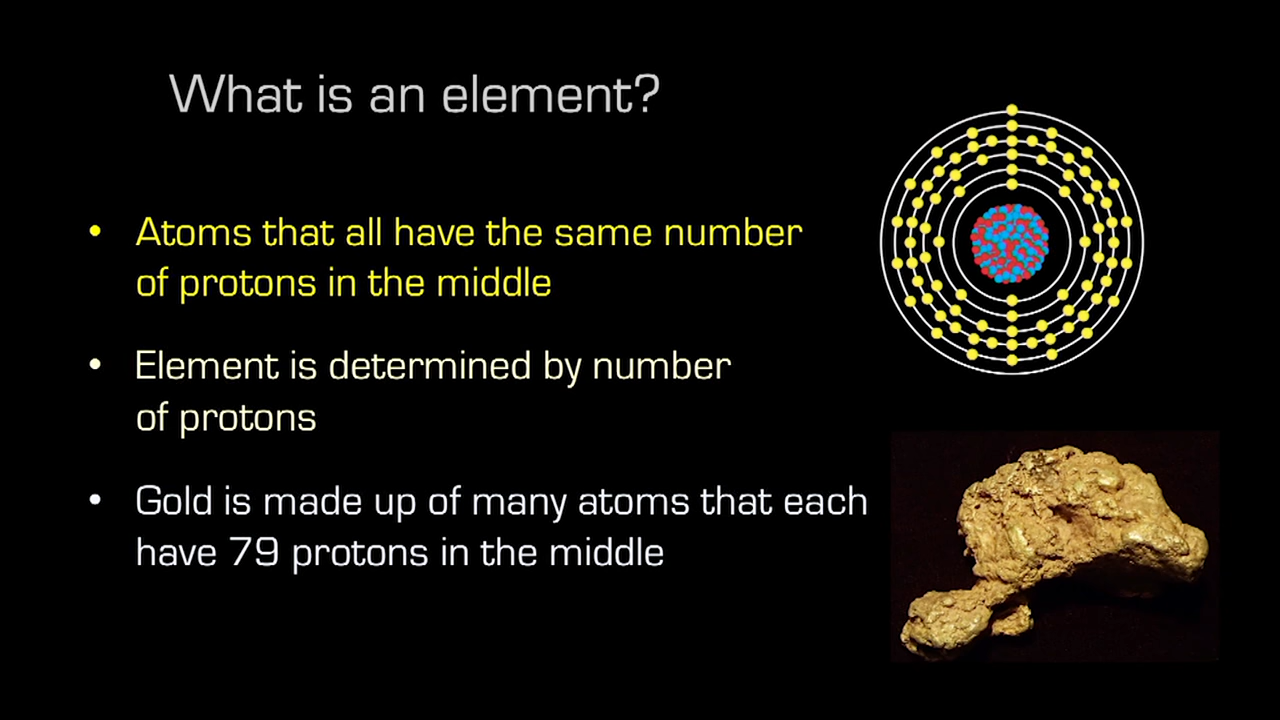 What is an element?
• Atoms that all have the same number
of protons in the middle
• Element is determined by number
of protons
• Gold is made up of many atoms that each
have 79 protons in the middle